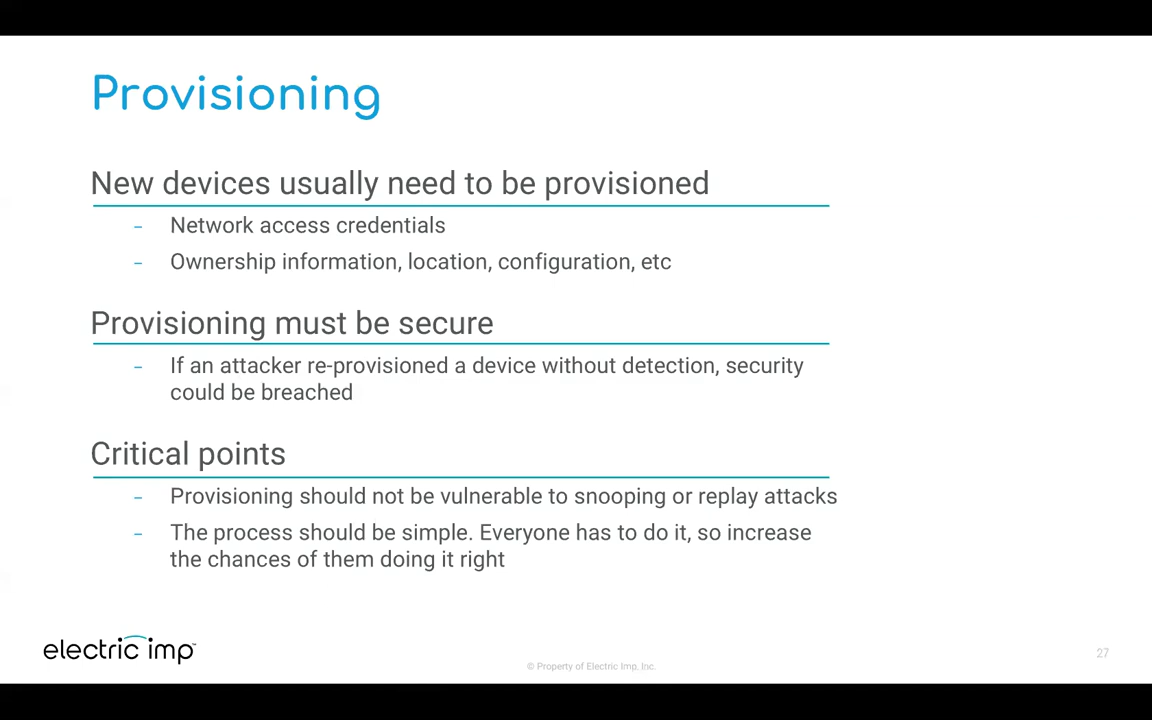 Provisioning
New devices usually need to be provisioned
– Network access credentials
– Ownership information, location, configuration, etc
Provisioning must be secure
– If an attacker re-provisioned a device without detection, security
could be breached
Critical points
– Provisioning should not be vulnerable to snooping or replay attacks
– The process should be simple. Everyone has to do it, so increase
the chances of them doing it right
electric imp™
© Property of Electric Imp, Inc.
27